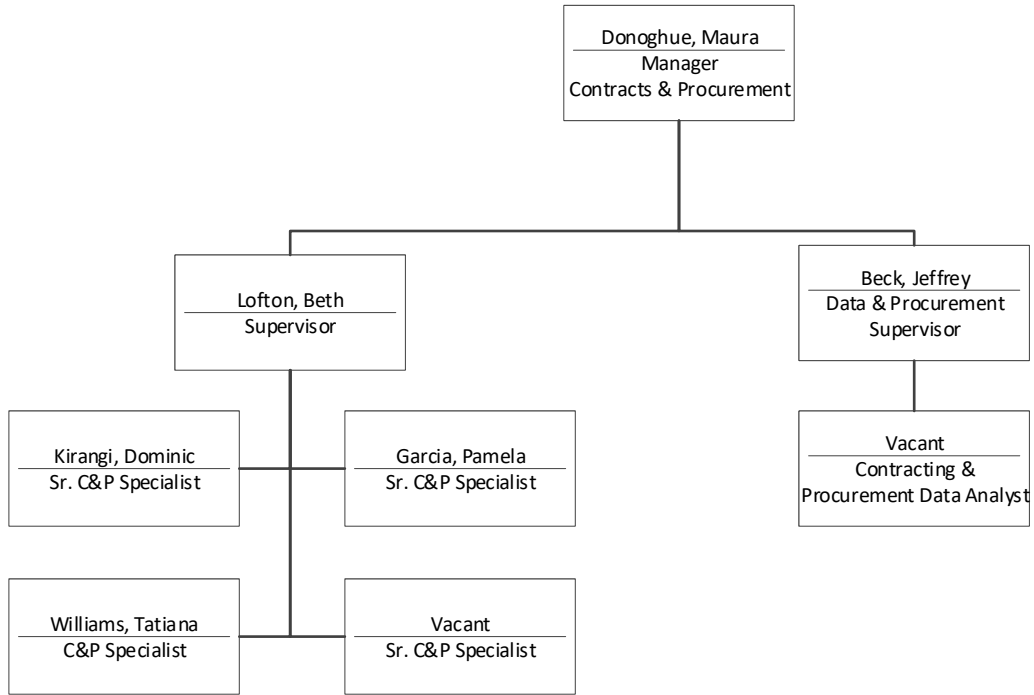 Donoghue, Maura
Manager
Contracts & Procurement
Lofton, Beth
Supervisor
Beck, Jeffrey
Data & Procurement
Supervisor
Kirangi, Dominic
Sr. C&P Specialist
Garcia, Pamela
Sr. C&P Specialist
Vacant
Contracting &
Procurement Data Analyst
Williams, Tatiana
C&P Specialist
Vacant
Sr. C&P Specialist